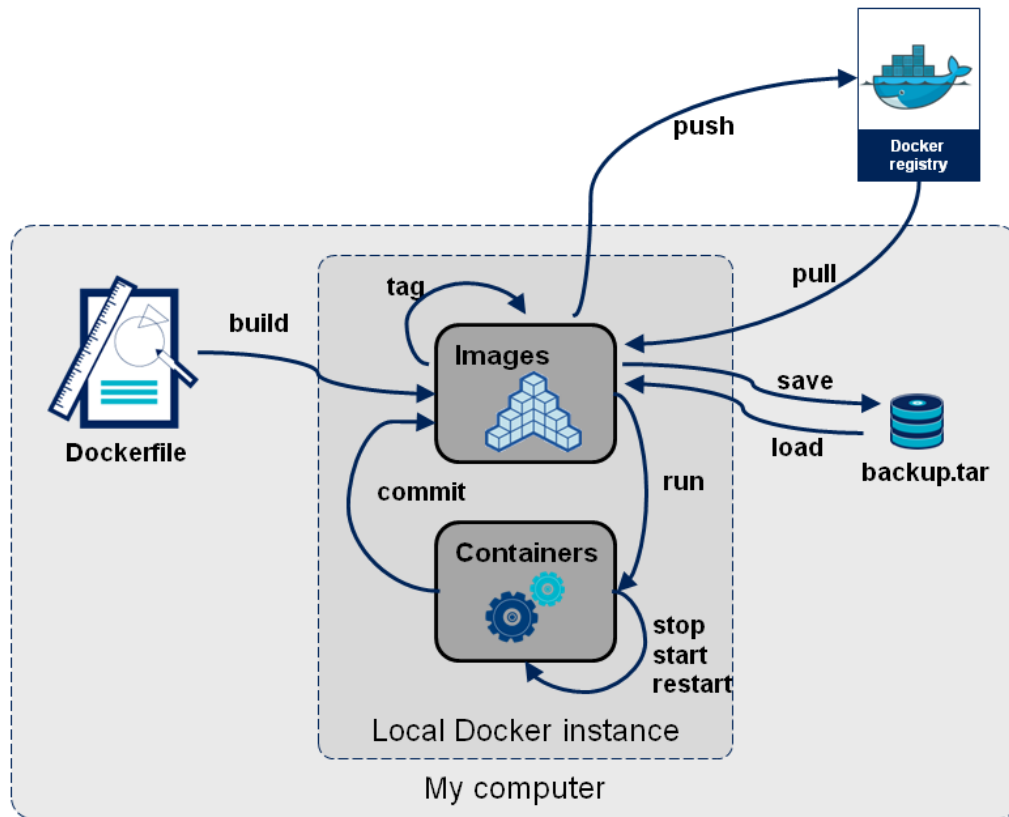 push
Docker
registry
pull
tag
build
Images
save
Dockerfile
load
backup.tar
commit
run
Containers
stop
start
restart
Local Docker instance
My computer